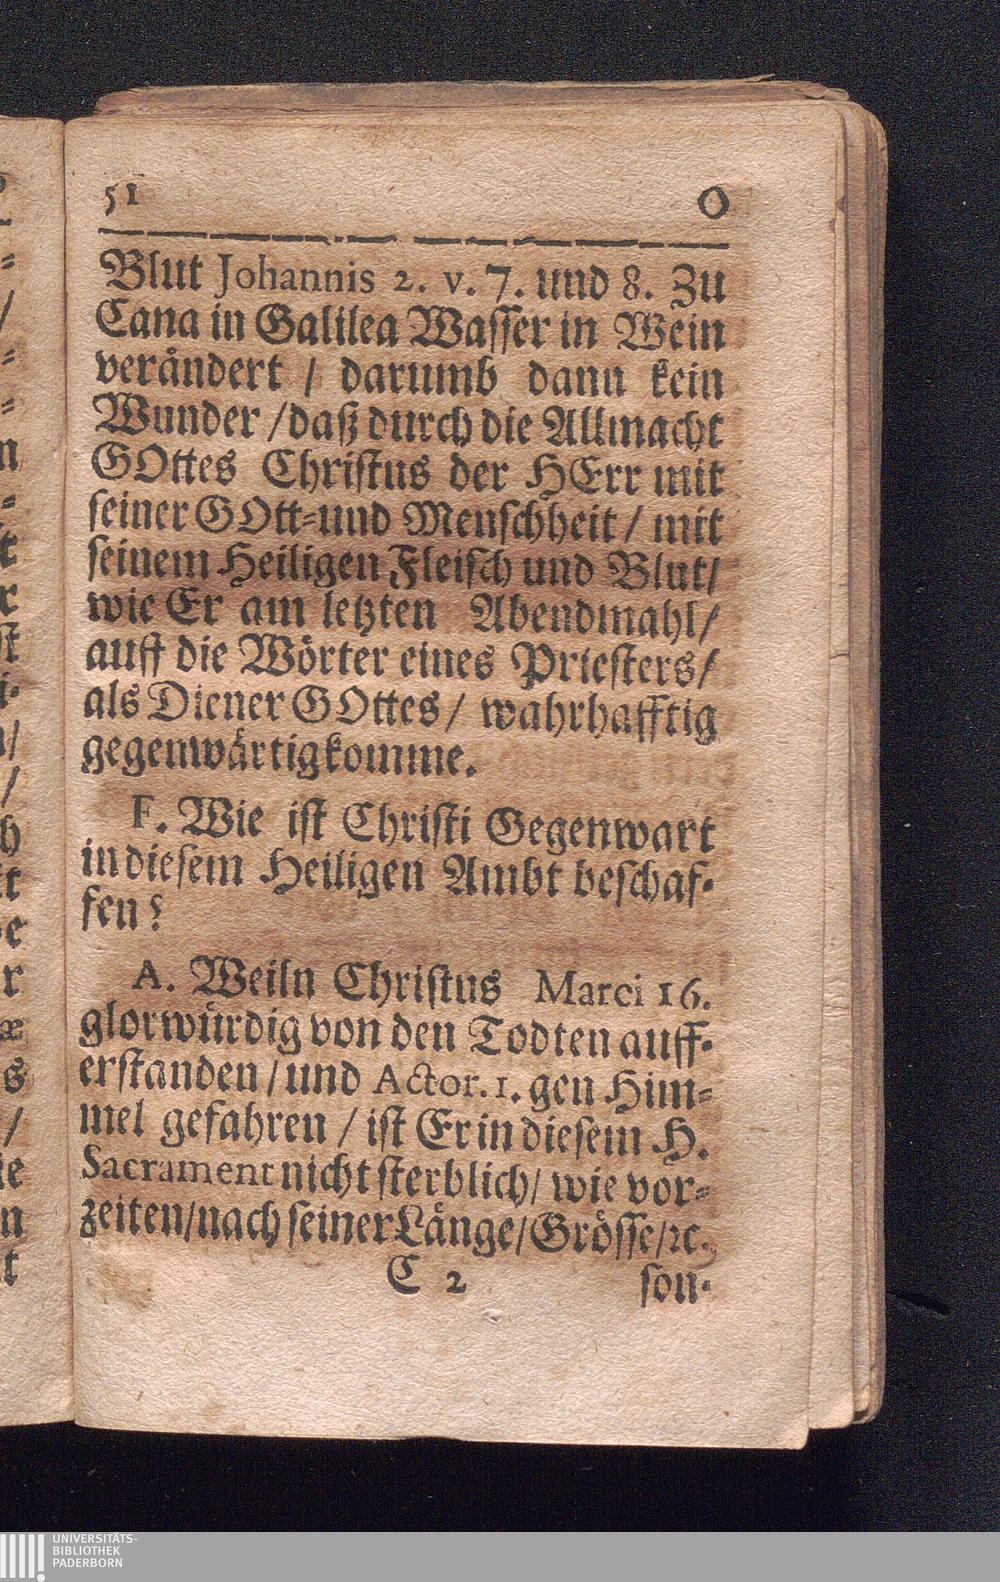 51 O
Blut Johannis 2. v. 7. und 8. Zu
Cana in Galilea Wasser in Wein
verändert / darumb dann kein
Wunder / daß durch die Allmacht
GOttes Christus der HErr mit
seiner GOtt=und Menschheit / mit
seinem Heiligen Fleisch und Blut/
wie Er am letzten Abendmahl/
auff die Wörter eines Priesters/
als Diener GOttes / wahrhafftig
gegenwärtig komme.
F. Wie ist Christi Gegenwart
in diesem Heiligen Ambt beschaf-
fen?
A. Weiln Christus Marci 16.
glorwürdig von den Todten auff-
erstanden / und Actor. 1. gen Him=
mel gefahren / ist Er in diesem H.
Sacrament nicht sterblich/ wie vor=
zeiten/nach seiner Länge/Grösse/ꝛc.
C 2 son-
UNIVERSITÄTS-
BIBLIOTHEK
PADERBORN